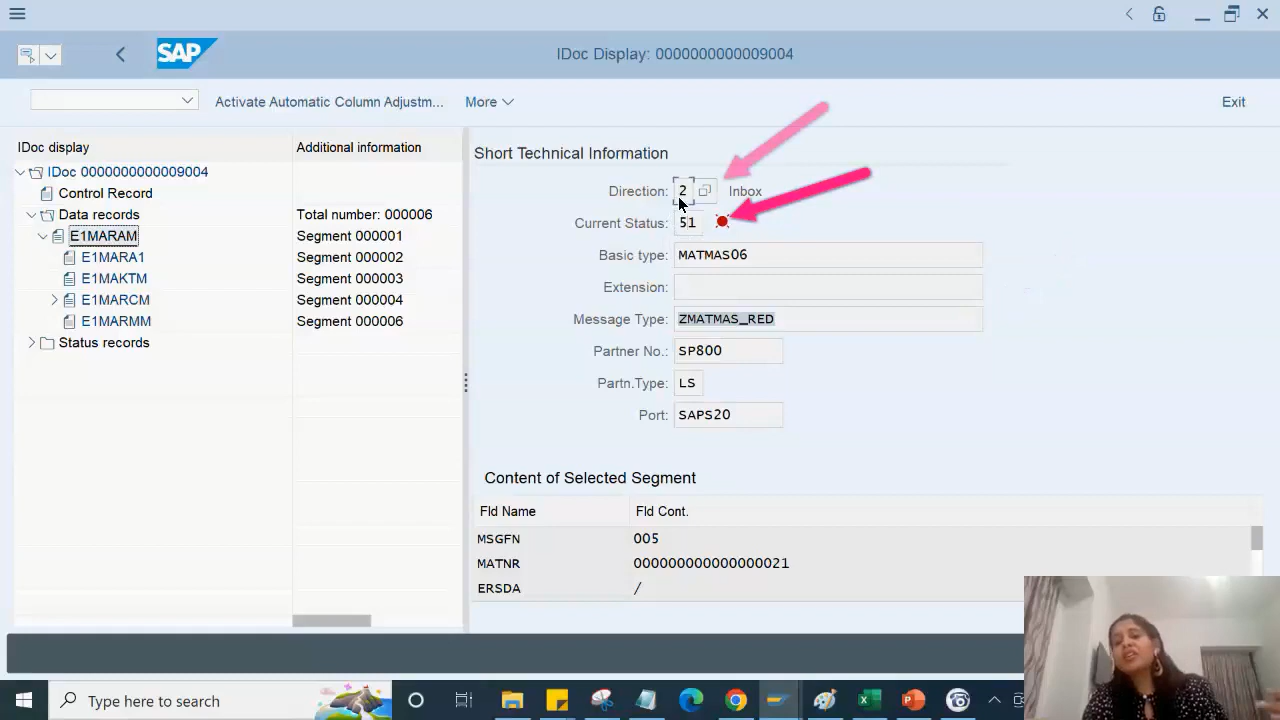 SAP
IDoc Display: 0000000000009004
Activate Automatic Column Adjustm...
More
Exit
IDoc display
Additional information
IDoc 0000000000009004
Control Record
Data records
Total number: 000006
E1MARAM
Segment 000001
E1MARA1
Segment 000002
E1MAKTM
Segment 000003
E1MARCM
Segment 000004
E1MARMM
Segment 000006
Status records
Short Technical Information
Direction: 2 Inbox
Current Status: 51
Basic type: MATMAS06
Extension:
Message Type: ZMATMAS_RED
Partner No.: SP800
Partn.Type: LS
Port: SAPS20
Content of Selected Segment
Fld Name Fld Cont.
MSGFN 005
MATNR 000000000000000021
ERSDA /
Type here to search